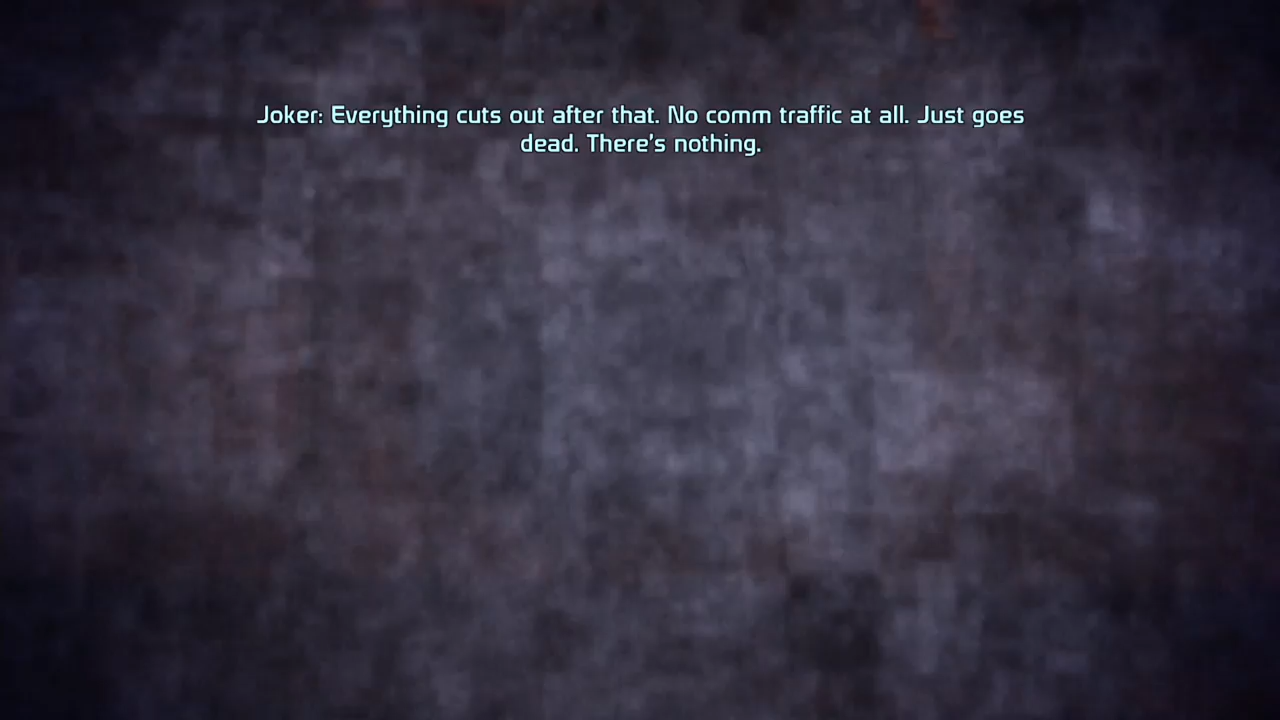 Joker: Everything cuts out after that. No comm traffic at all. Just goes
dead. There's nothing.